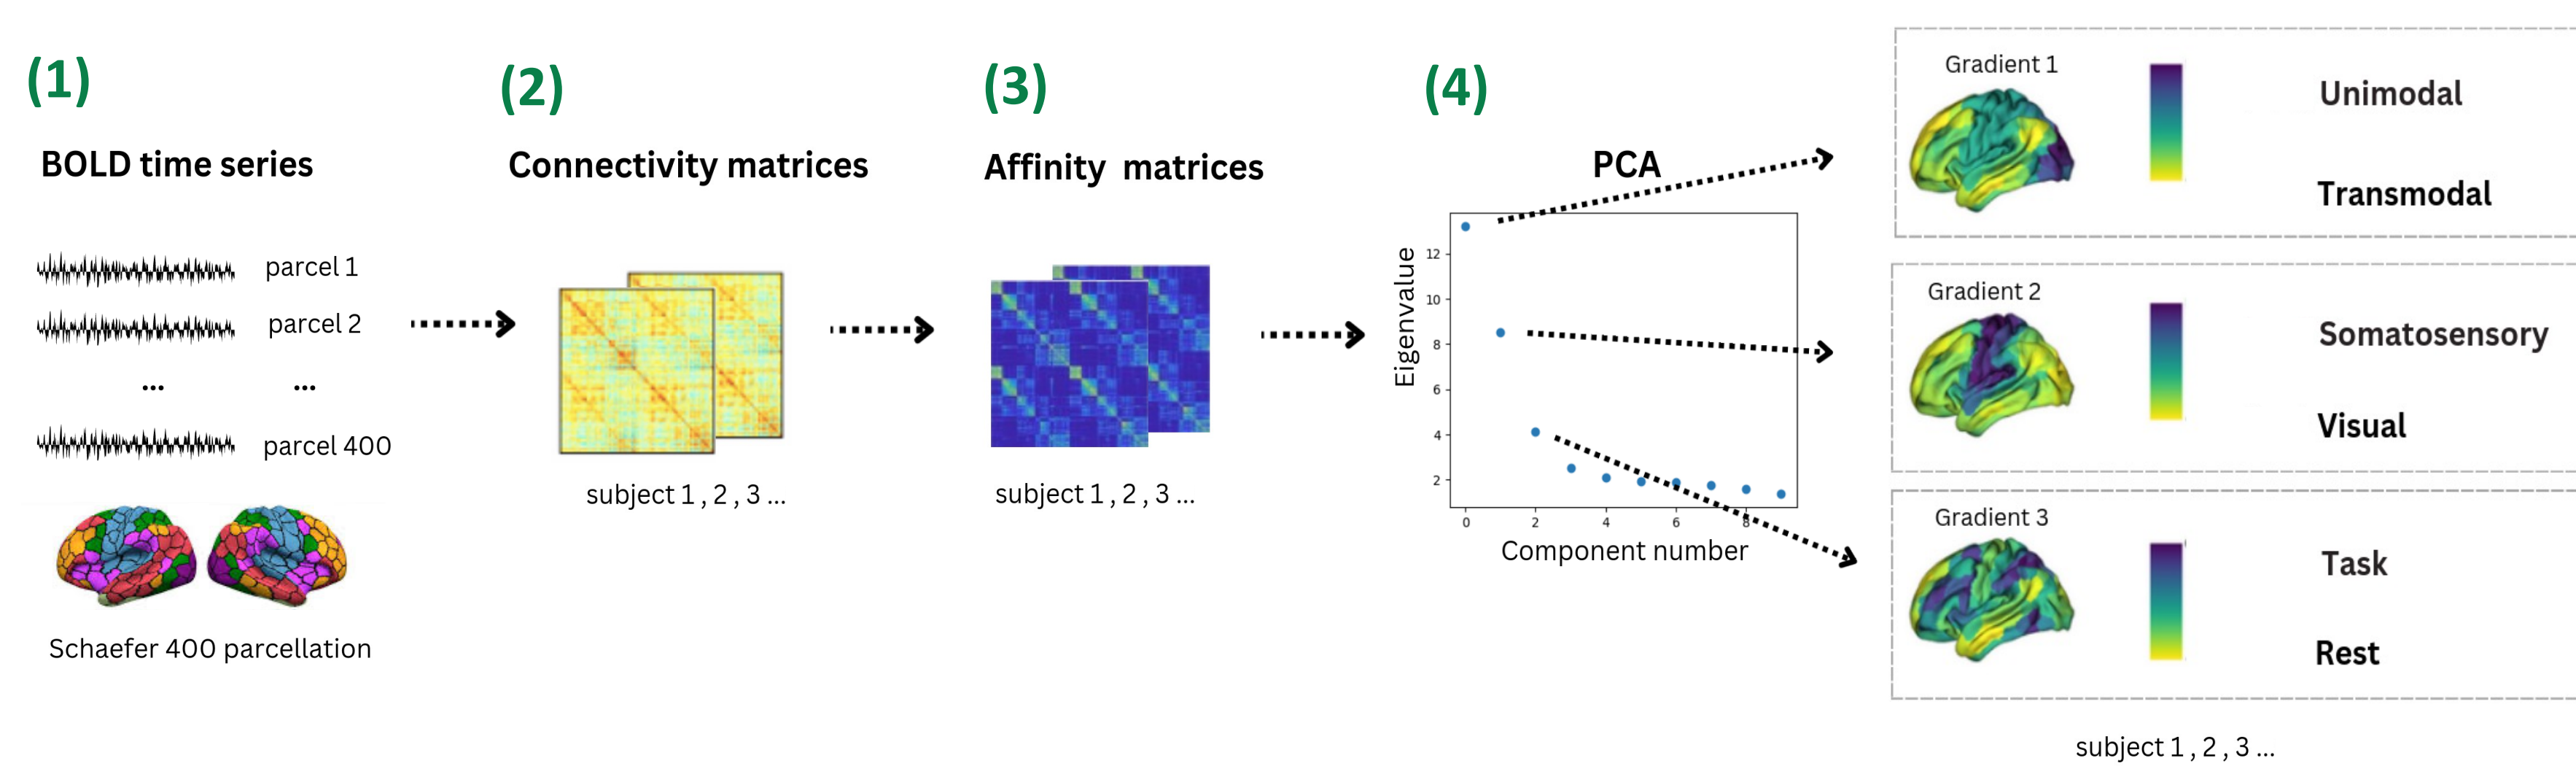 (1)
BOLD time series
parcel 1
parcel 2
... ...
parcel 400
Schaefer 400 parcellation
(2)
Connectivity matrices
subject 1 , 2 , 3 ...
(3)
Affinity matrices
subject 1 , 2 , 3 ...
(4)
PCA
Eigenvalue
12
10
8
6
4
2
0 2 4 6 8
Component number
Gradient 1
Unimodal
Transmodal
Gradient 2
Somatosensory
Visual
Gradient 3
Task
Rest
subject 1 , 2 , 3 ...